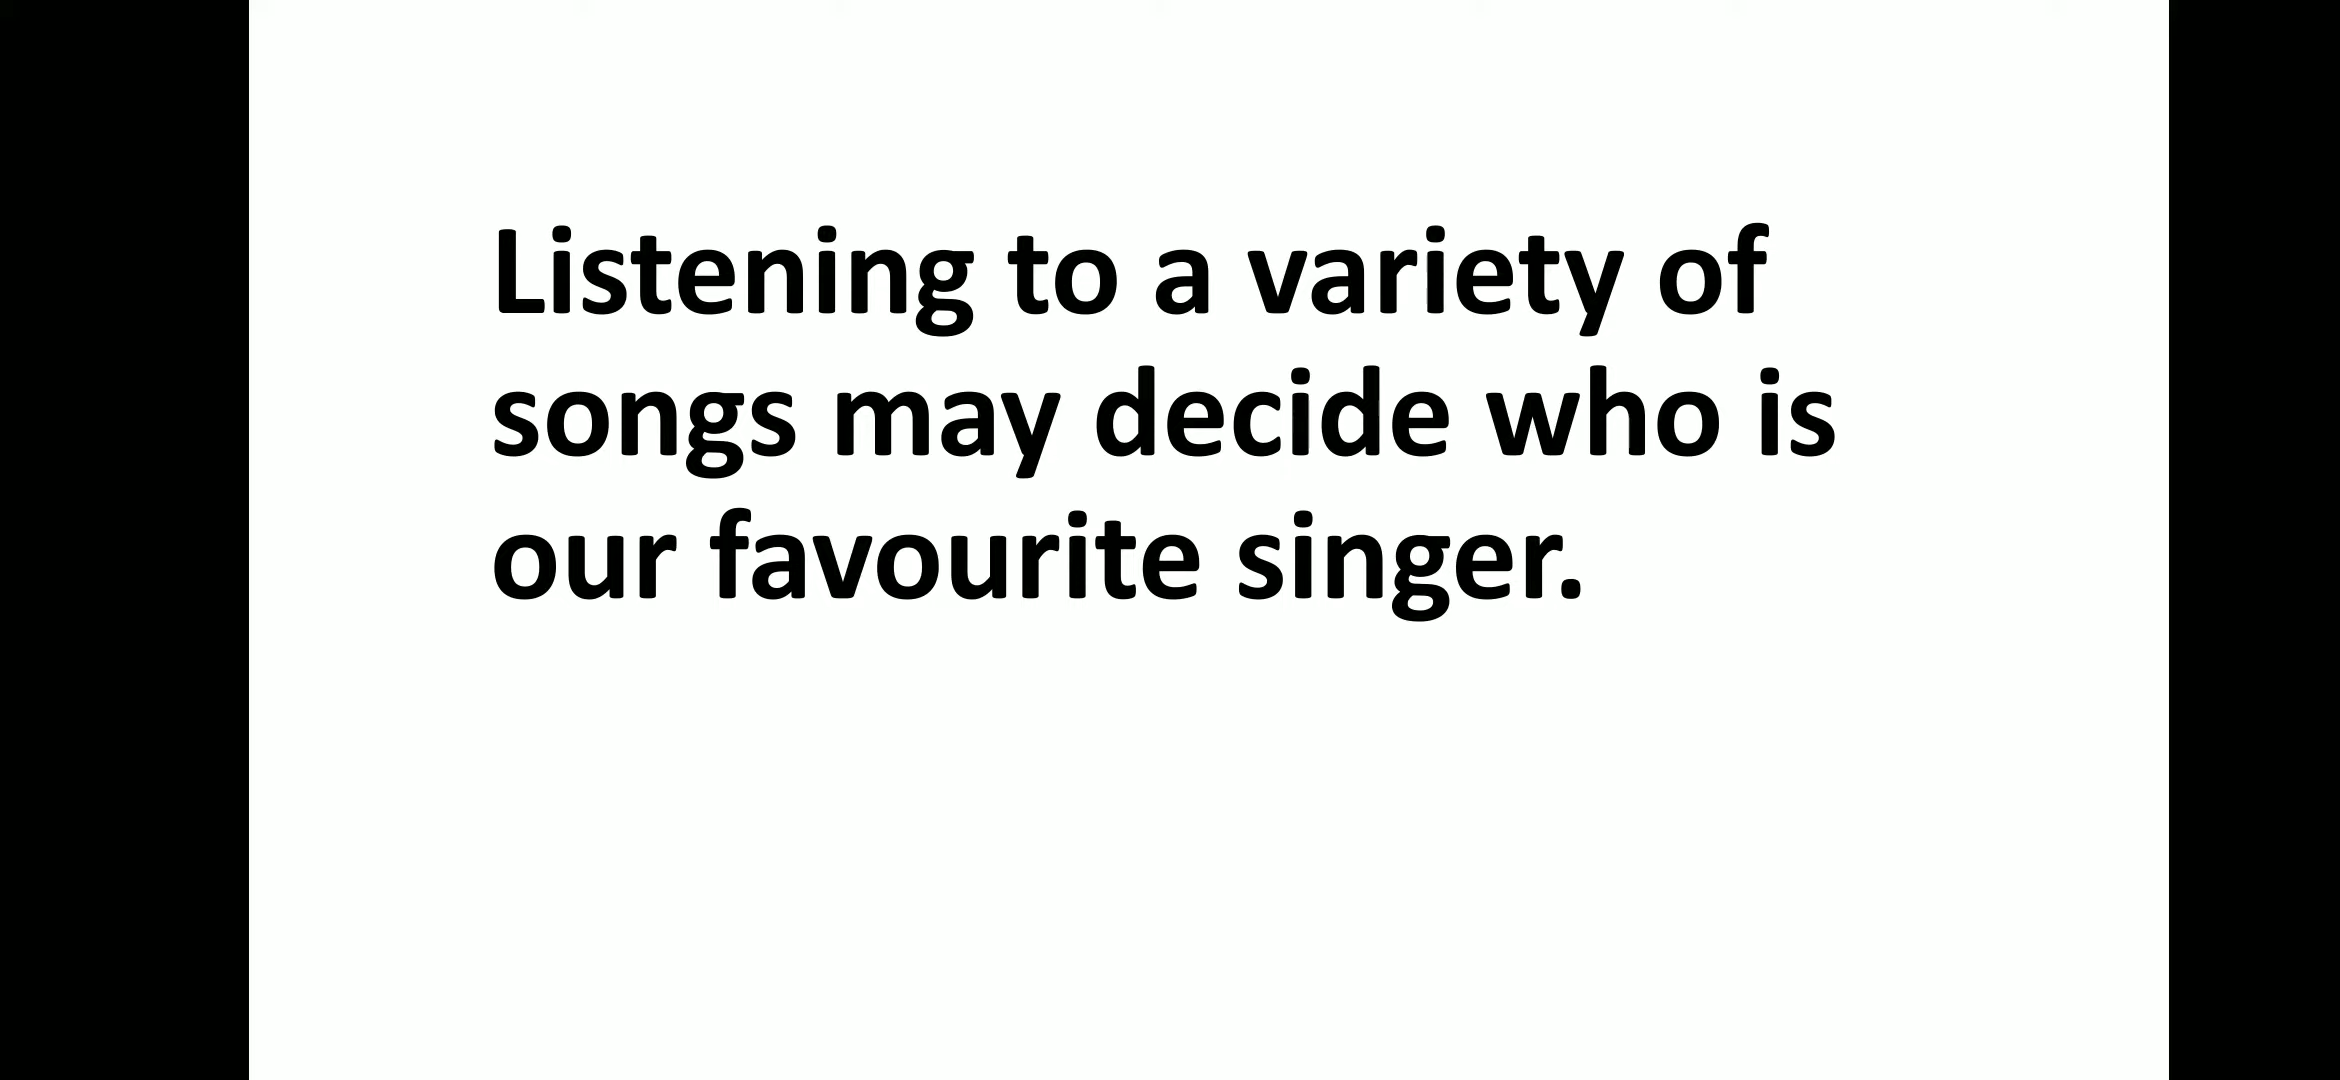 Listening to a variety of
songs may decide who is
our favourite singer.